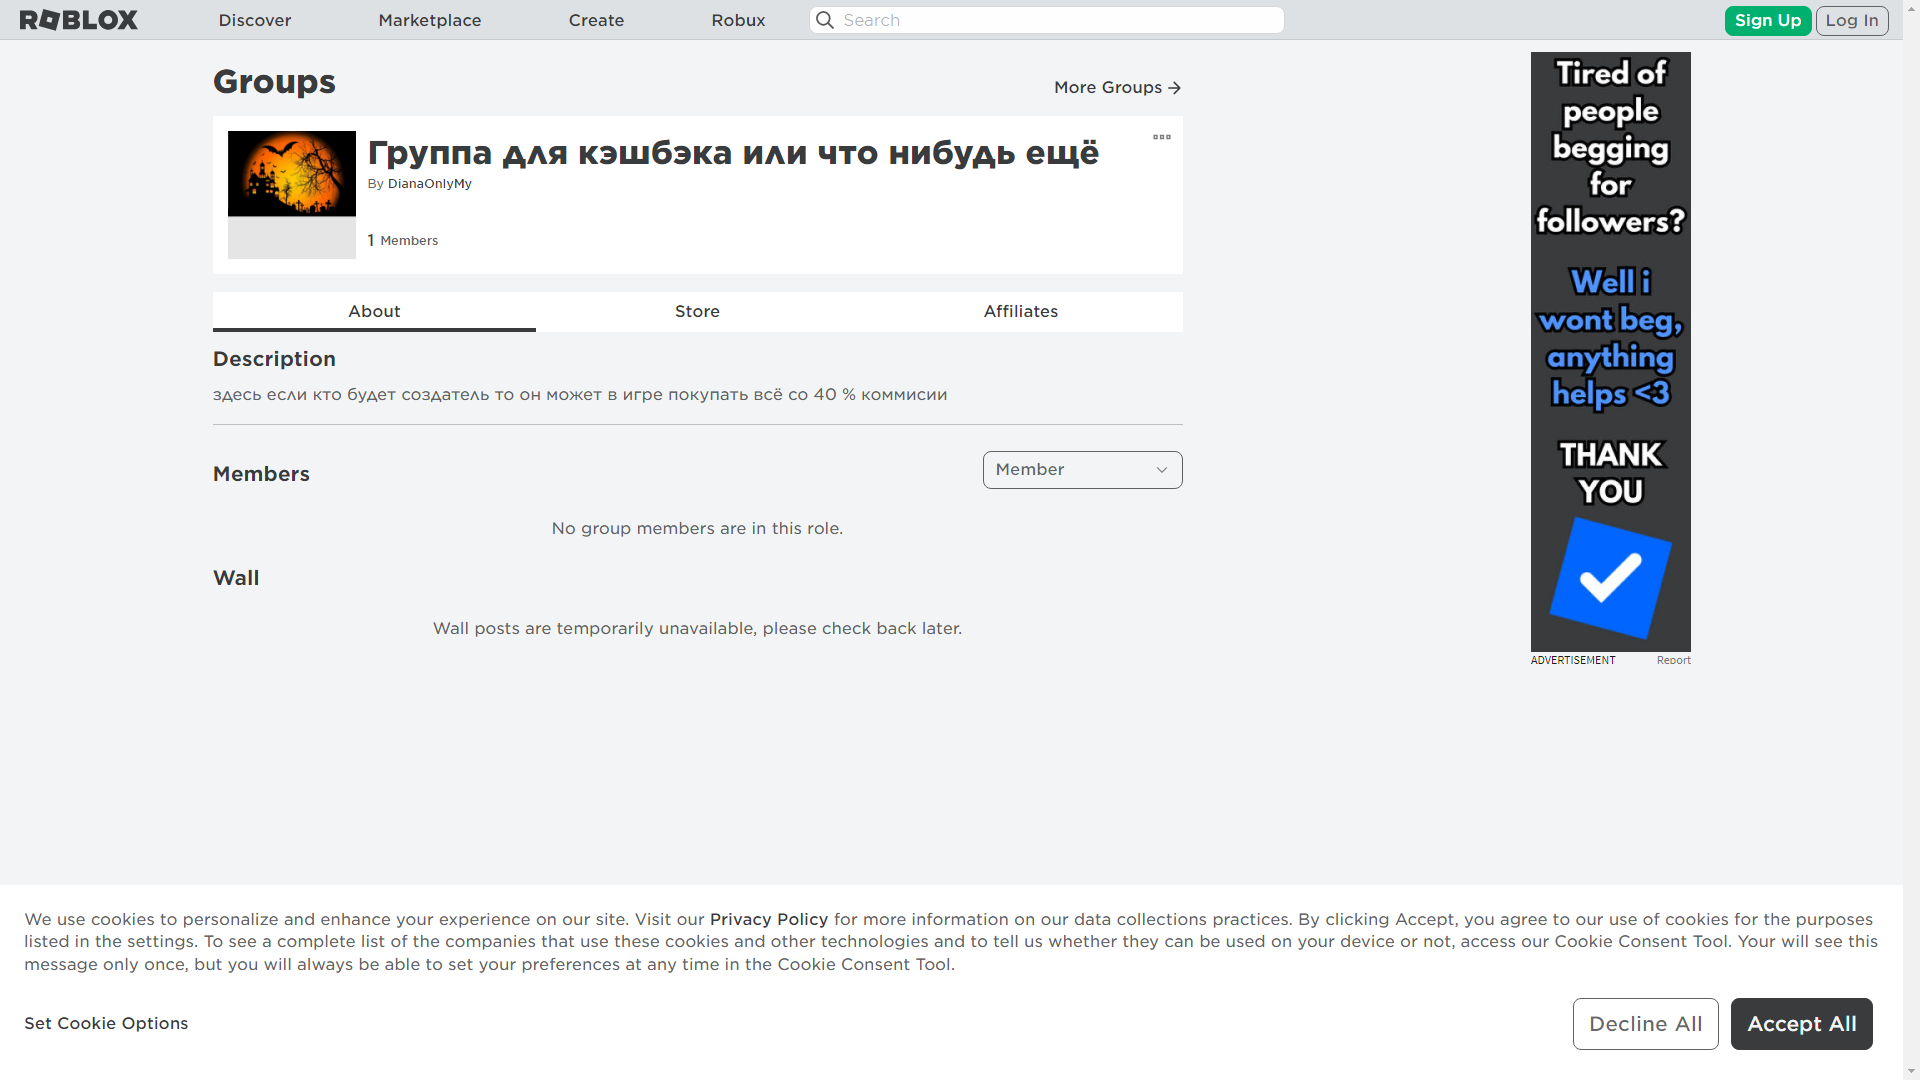 ROBLOX
Discover
Marketplace
Create
Robux
Search
Sign Up
Log In
Groups
More Groups
Группа для кэшбэка или что нибудь ещё
By DianaOnlyMy
1 Members
About
Store
Affiliates
Description
здесь если кто будет создатель то он может в игре покупать всё со 40 % коммисии
Members
Member
No group members are in this role.
Wall
Wall posts are temporarily unavailable, please check back later.
Tired of
people
begging
for
followers?
Well i
wont beg,
anything
helps <3
THANK
YOU
ADVERTISEMENT
Report
We use cookies to personalize and enhance your experience on our site. Visit our Privacy Policy for more information on our data collections practices. By clicking Accept, you agree to our use of cookies for the purposes
listed in the settings. To see a complete list of the companies that use these cookies and other technologies and to tell us whether they can be used on your device or not, access our Cookie Consent Tool. Your will see this
message only once, but you will always be able to set your preferences at any time in the Cookie Consent Tool.
Set Cookie Options
Decline All
Accept All